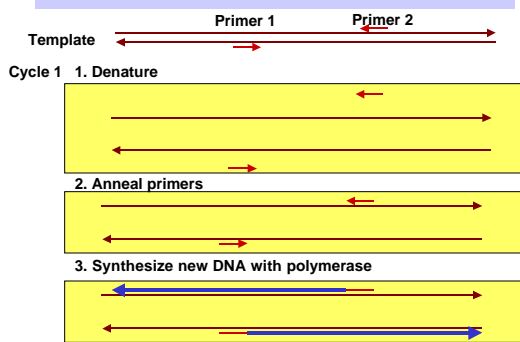 Primer 1 Primer 2
Template
Cycle 1 1. Denature
2. Anneal primers
3. Synthesize new DNA with polymerase